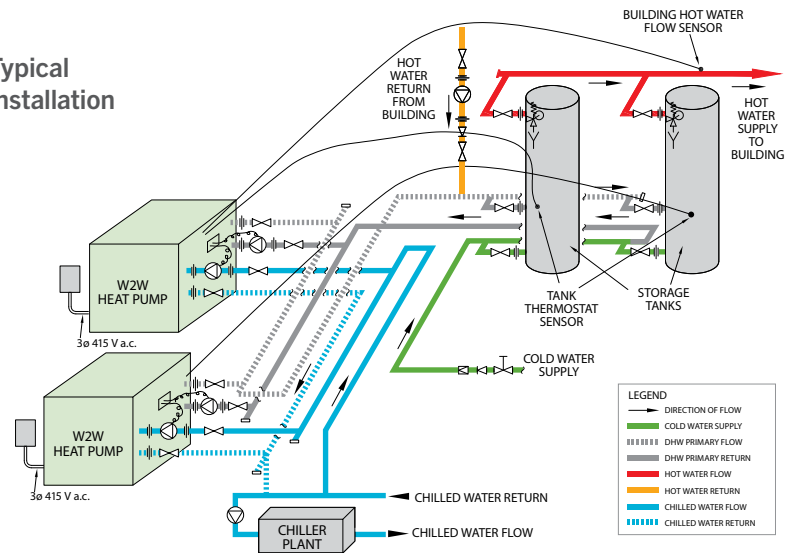 Typical
nstallation
BUILDING HOT WATER
FLOW SENSOR
HOT
WATER
RETURN
FROM
BUILDING
HOT
WATER
SUPPLY
TO
BUILDING
W2W
HEAT PUMP
3ø 415 V a.c.
TANK
THERMOSTAT
SENSOR
STORAGE
TANKS
COLD WATER
SUPPLY
W2W
HEAT PUMP
3ø 415 V a.c.
CHILLED WATER RETURN
CHILLER
PLANT
CHILLED WATER FLOW
LEGEND
DIRECTION OF FLOW
COLD WATER SUPPLY
DHW PRIMARY FLOW
DHW PRIMARY RETURN
HOT WATER FLOW
HOT WATER RETURN
CHILLED WATER FLOW
CHILLED WATER RETURN